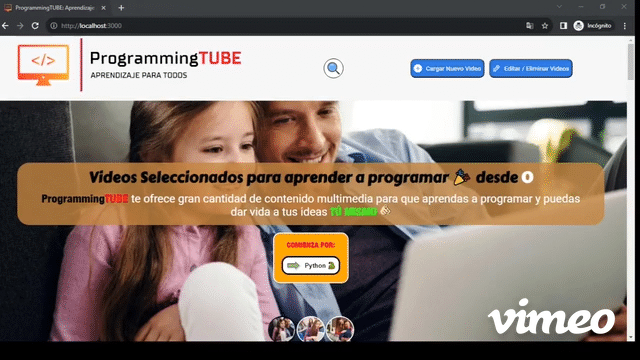 ProgrammingTUBE: Aprendizaje
http://localhost:3000
Incógnito
</>
ProgrammingTUBE
APRENDIZAJE PARA TODOS
Cargar Nuevo Video
Editar / Eliminar Videos
Videos Seleccionados para aprender a programar 🎉 desde 0
ProgrammingTUBE te ofrece gran cantidad de contenido multimedia para que aprendas a programar y puedas
dar vida a tus ideas TÚ MISMO
COMIENZA POR:
Python
vimeo